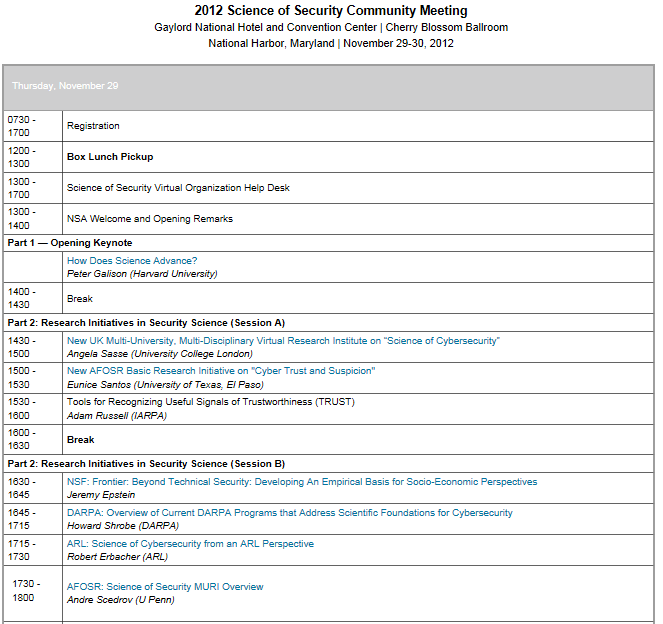 2012 Science of Security Community Meeting
Gaylord National Hotel and Convention Center | Cherry Blossom Ballroom
National Harbor, Maryland | November 29-30, 2012
Thursday, November 29
0730 -
1700
Registration
1200 -
1300
Box Lunch Pickup
1300 -
1700
Science of Security Virtual Organization Help Desk
1300 -
1400
NSA Welcome and Opening Remarks
Part 1 — Opening Keynote
How Does Science Advance?
Peter Galison (Harvard University)
1400 -
1430
Break
Part 2: Research Initiatives in Security Science (Session A)
1430 -
1500
New UK Multi-University, Multi-Disciplinary Virtual Research Institute on "Science of Cybersecurity"
Angela Sasse (University College London)
1500 -
1530
New AFOSR Basic Research Initiative on "Cyber Trust and Suspicion"
Eunice Santos (University of Texas, El Paso)
1530 -
1600
Tools for Recognizing Useful Signals of Trustworthiness (TRUST)
Adam Russell (IARPA)
1600 -
1630
Break
Part 2: Research Initiatives in Security Science (Session B)
1630 -
1645
NSF: Frontier: Beyond Technical Security: Developing An Empirical Basis for Socio-Economic Perspectives
Jeremy Epstein
1645 -
1715
DARPA: Overview of Current DARPA Programs that Address Scientific Foundations for Cybersecurity
Howard Shrobe (DARPA)
1715 -
1730
ARL: Science of Cybersecurity from an ARL Perspective
Robert Erbacher (ARL)
1730 -
1800
AFOSR: Science of Security MURI Overview
Andre Scedrov (U Penn)